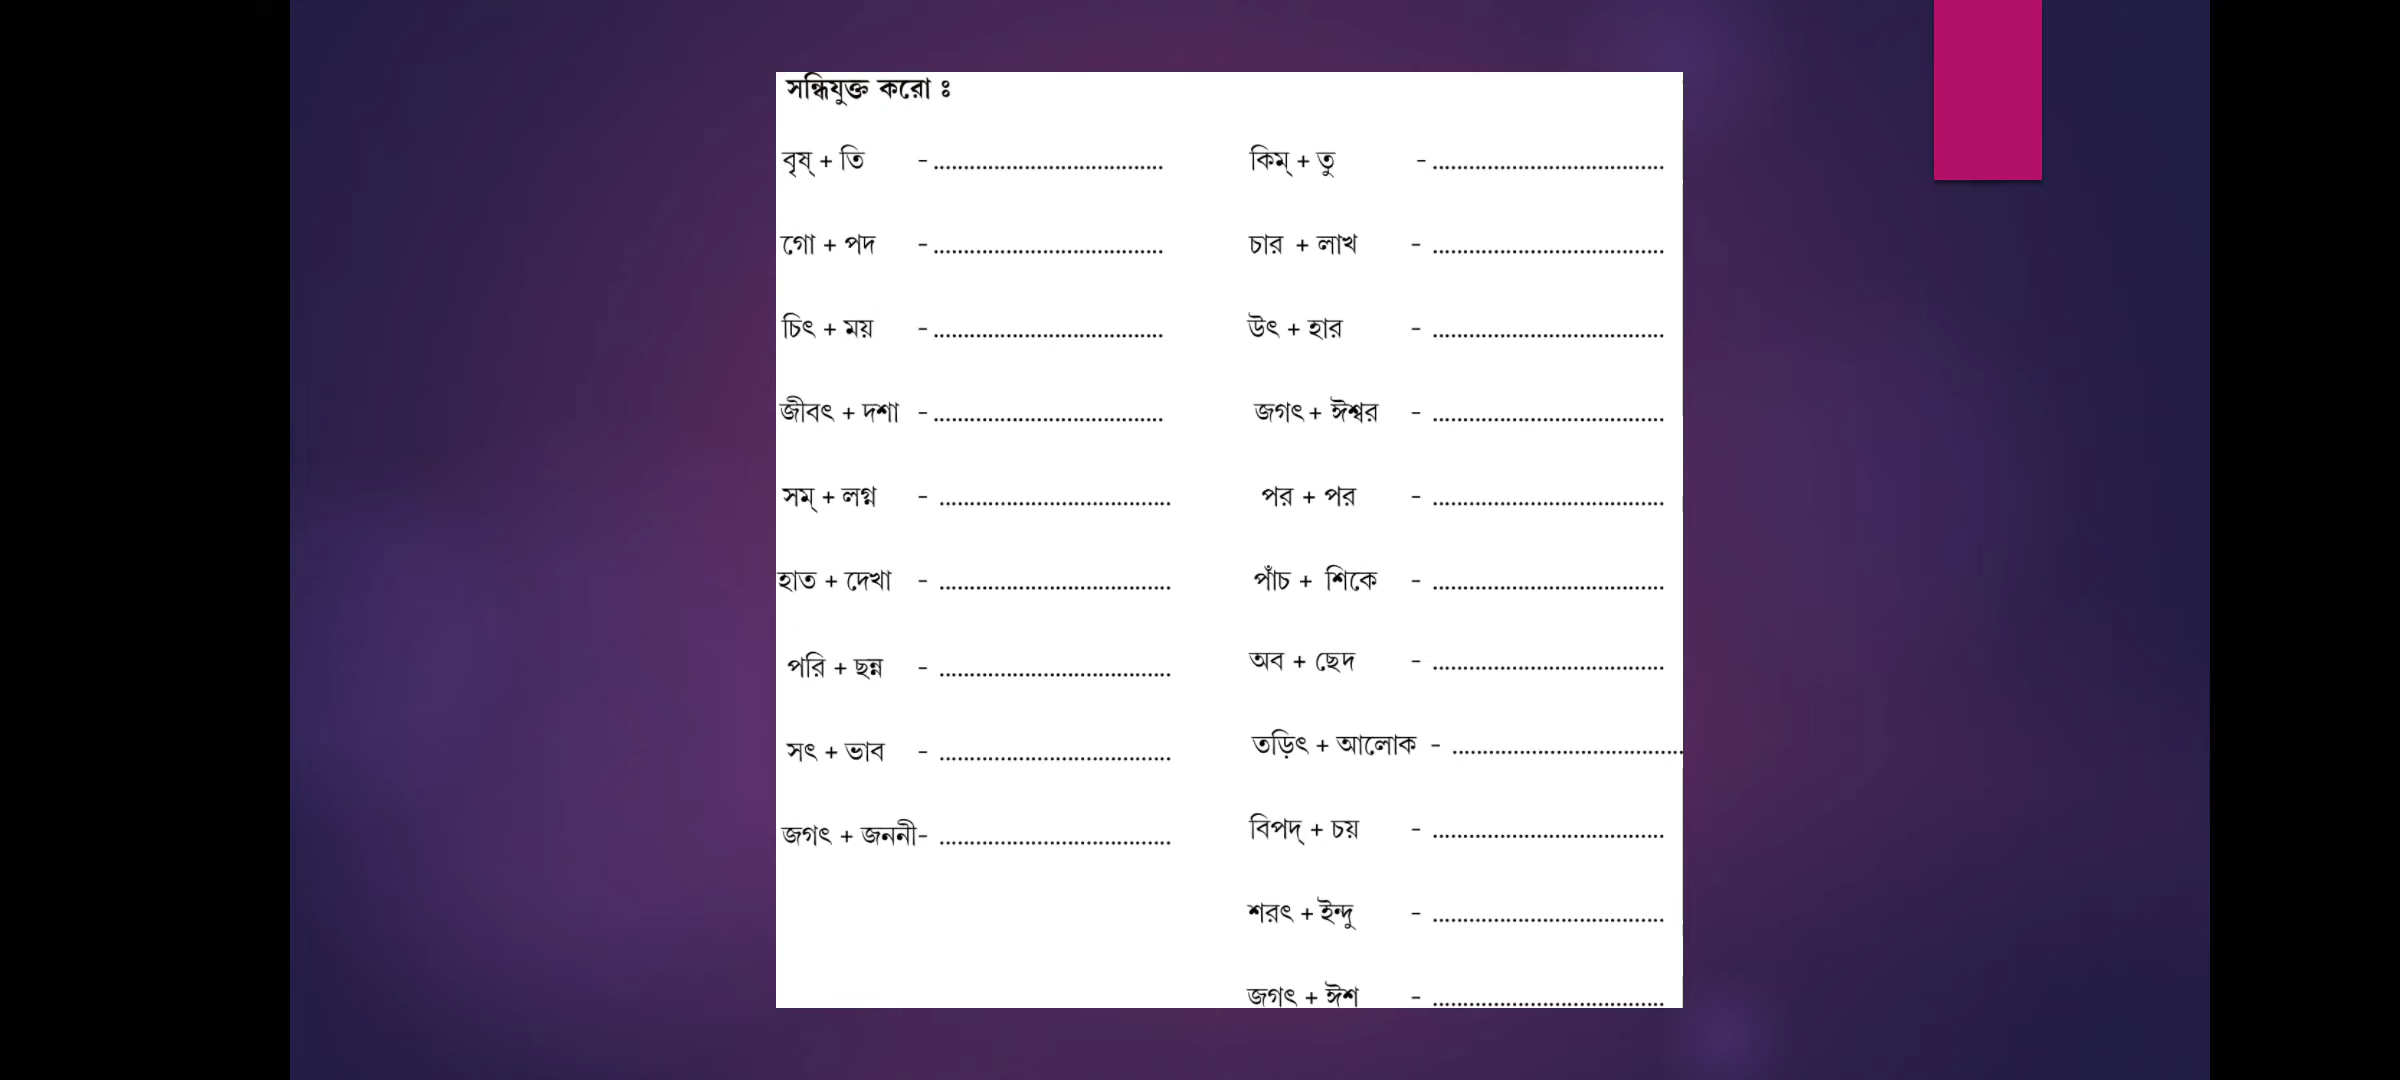 সন্ধিযুক্ত করো ঃ
বৃষ্ + তি - ...................................... কিম্ + তু - ......................................
গো + পদ - ...................................... চার + লাখ - ......................................
চিৎ + ময় - ...................................... উৎ + হার - ......................................
জীবৎ + দশা - ...................................... জগৎ + ঈশ্বর - ......................................
সম্ + লগ্ন - ...................................... পর + পর - ......................................
হাত + দেখা - ...................................... পাঁচ + শিকে - ......................................
পরি + ছন্ন - ...................................... অব + ছেদ - ......................................
সৎ + ভাব - ...................................... তড়িৎ + আলোক - ......................................
জগৎ + জননী- ...................................... বিপদ্ + চয় - ......................................
শরৎ + ইন্দু - ......................................
জগৎ + ঈশ - ......................................